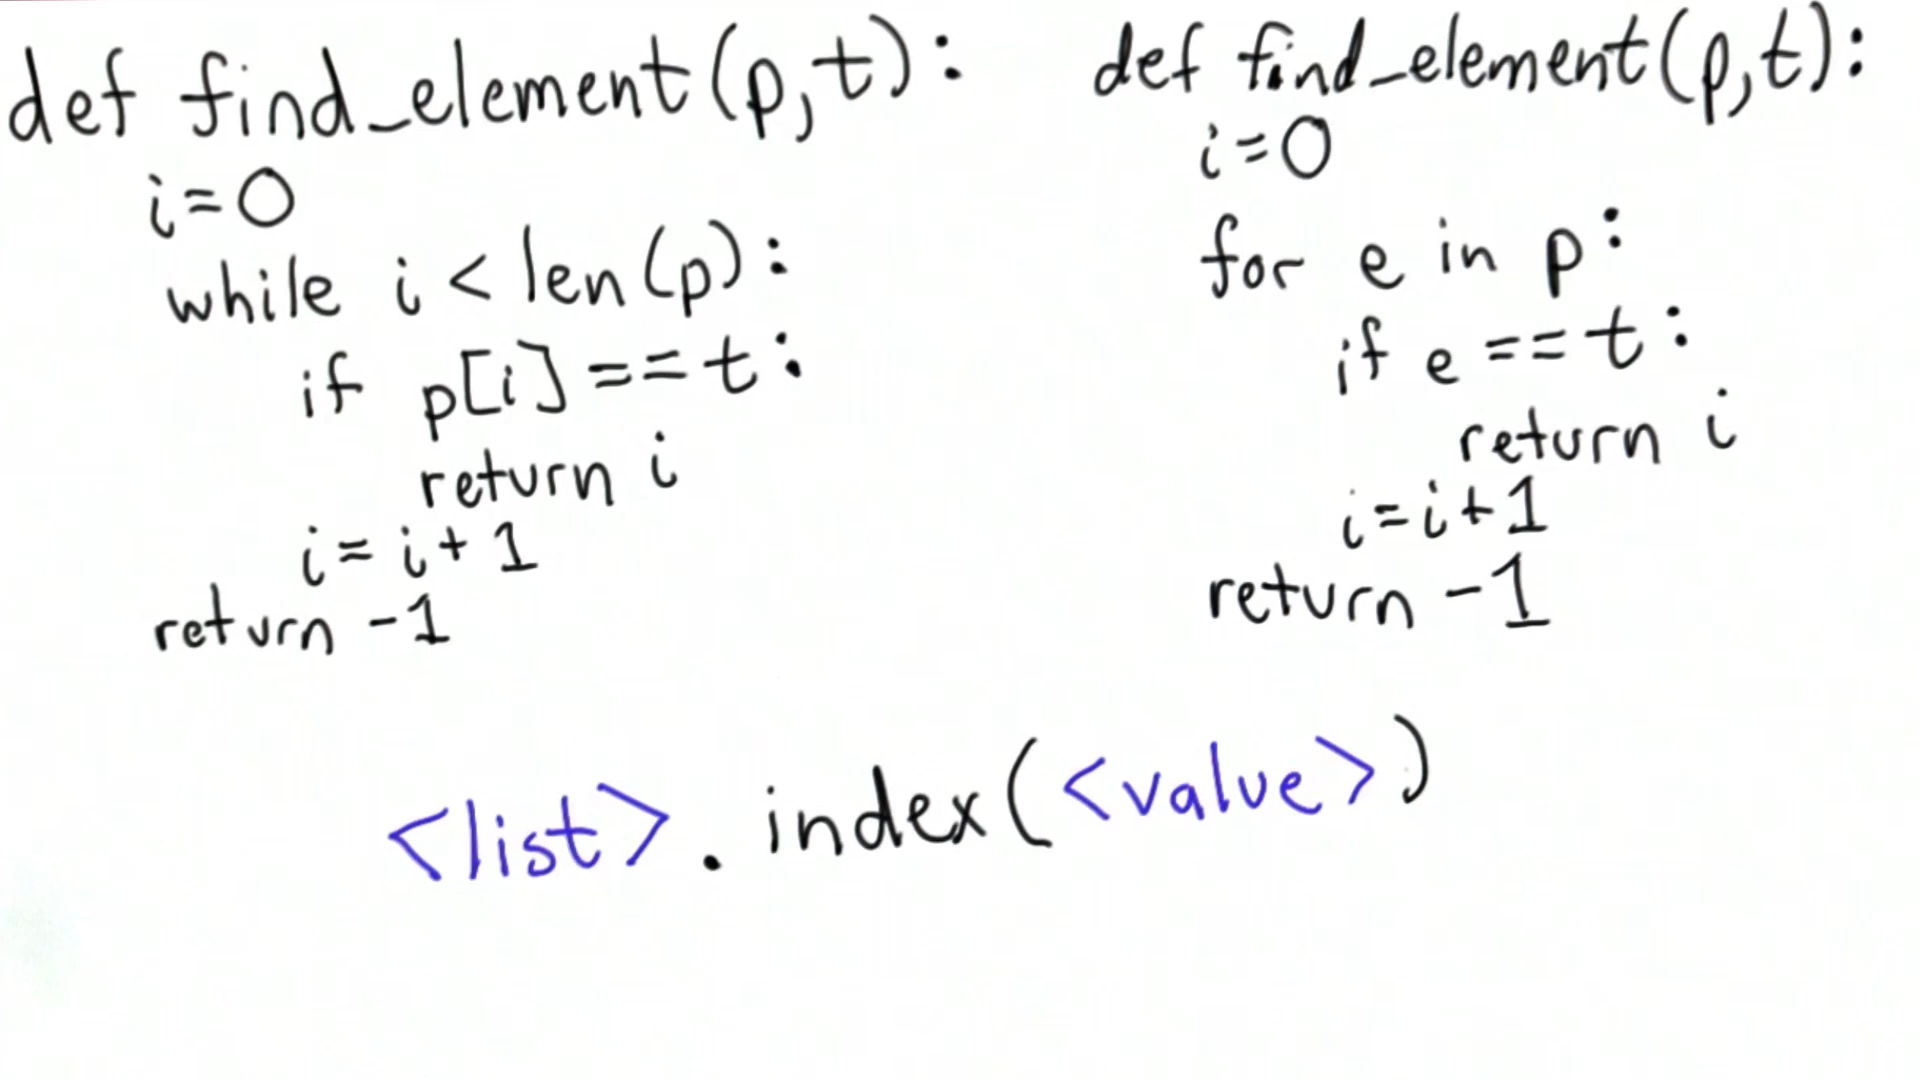 def find_element(p,t):
i=0
while i < len(p):
if p[i] == t:
return i
i = i + 1
return -1
def find_element(p,t):
i=0
for e in p:
if e == t:
return i
i=i+1
return -1
<list>.index(<value>)